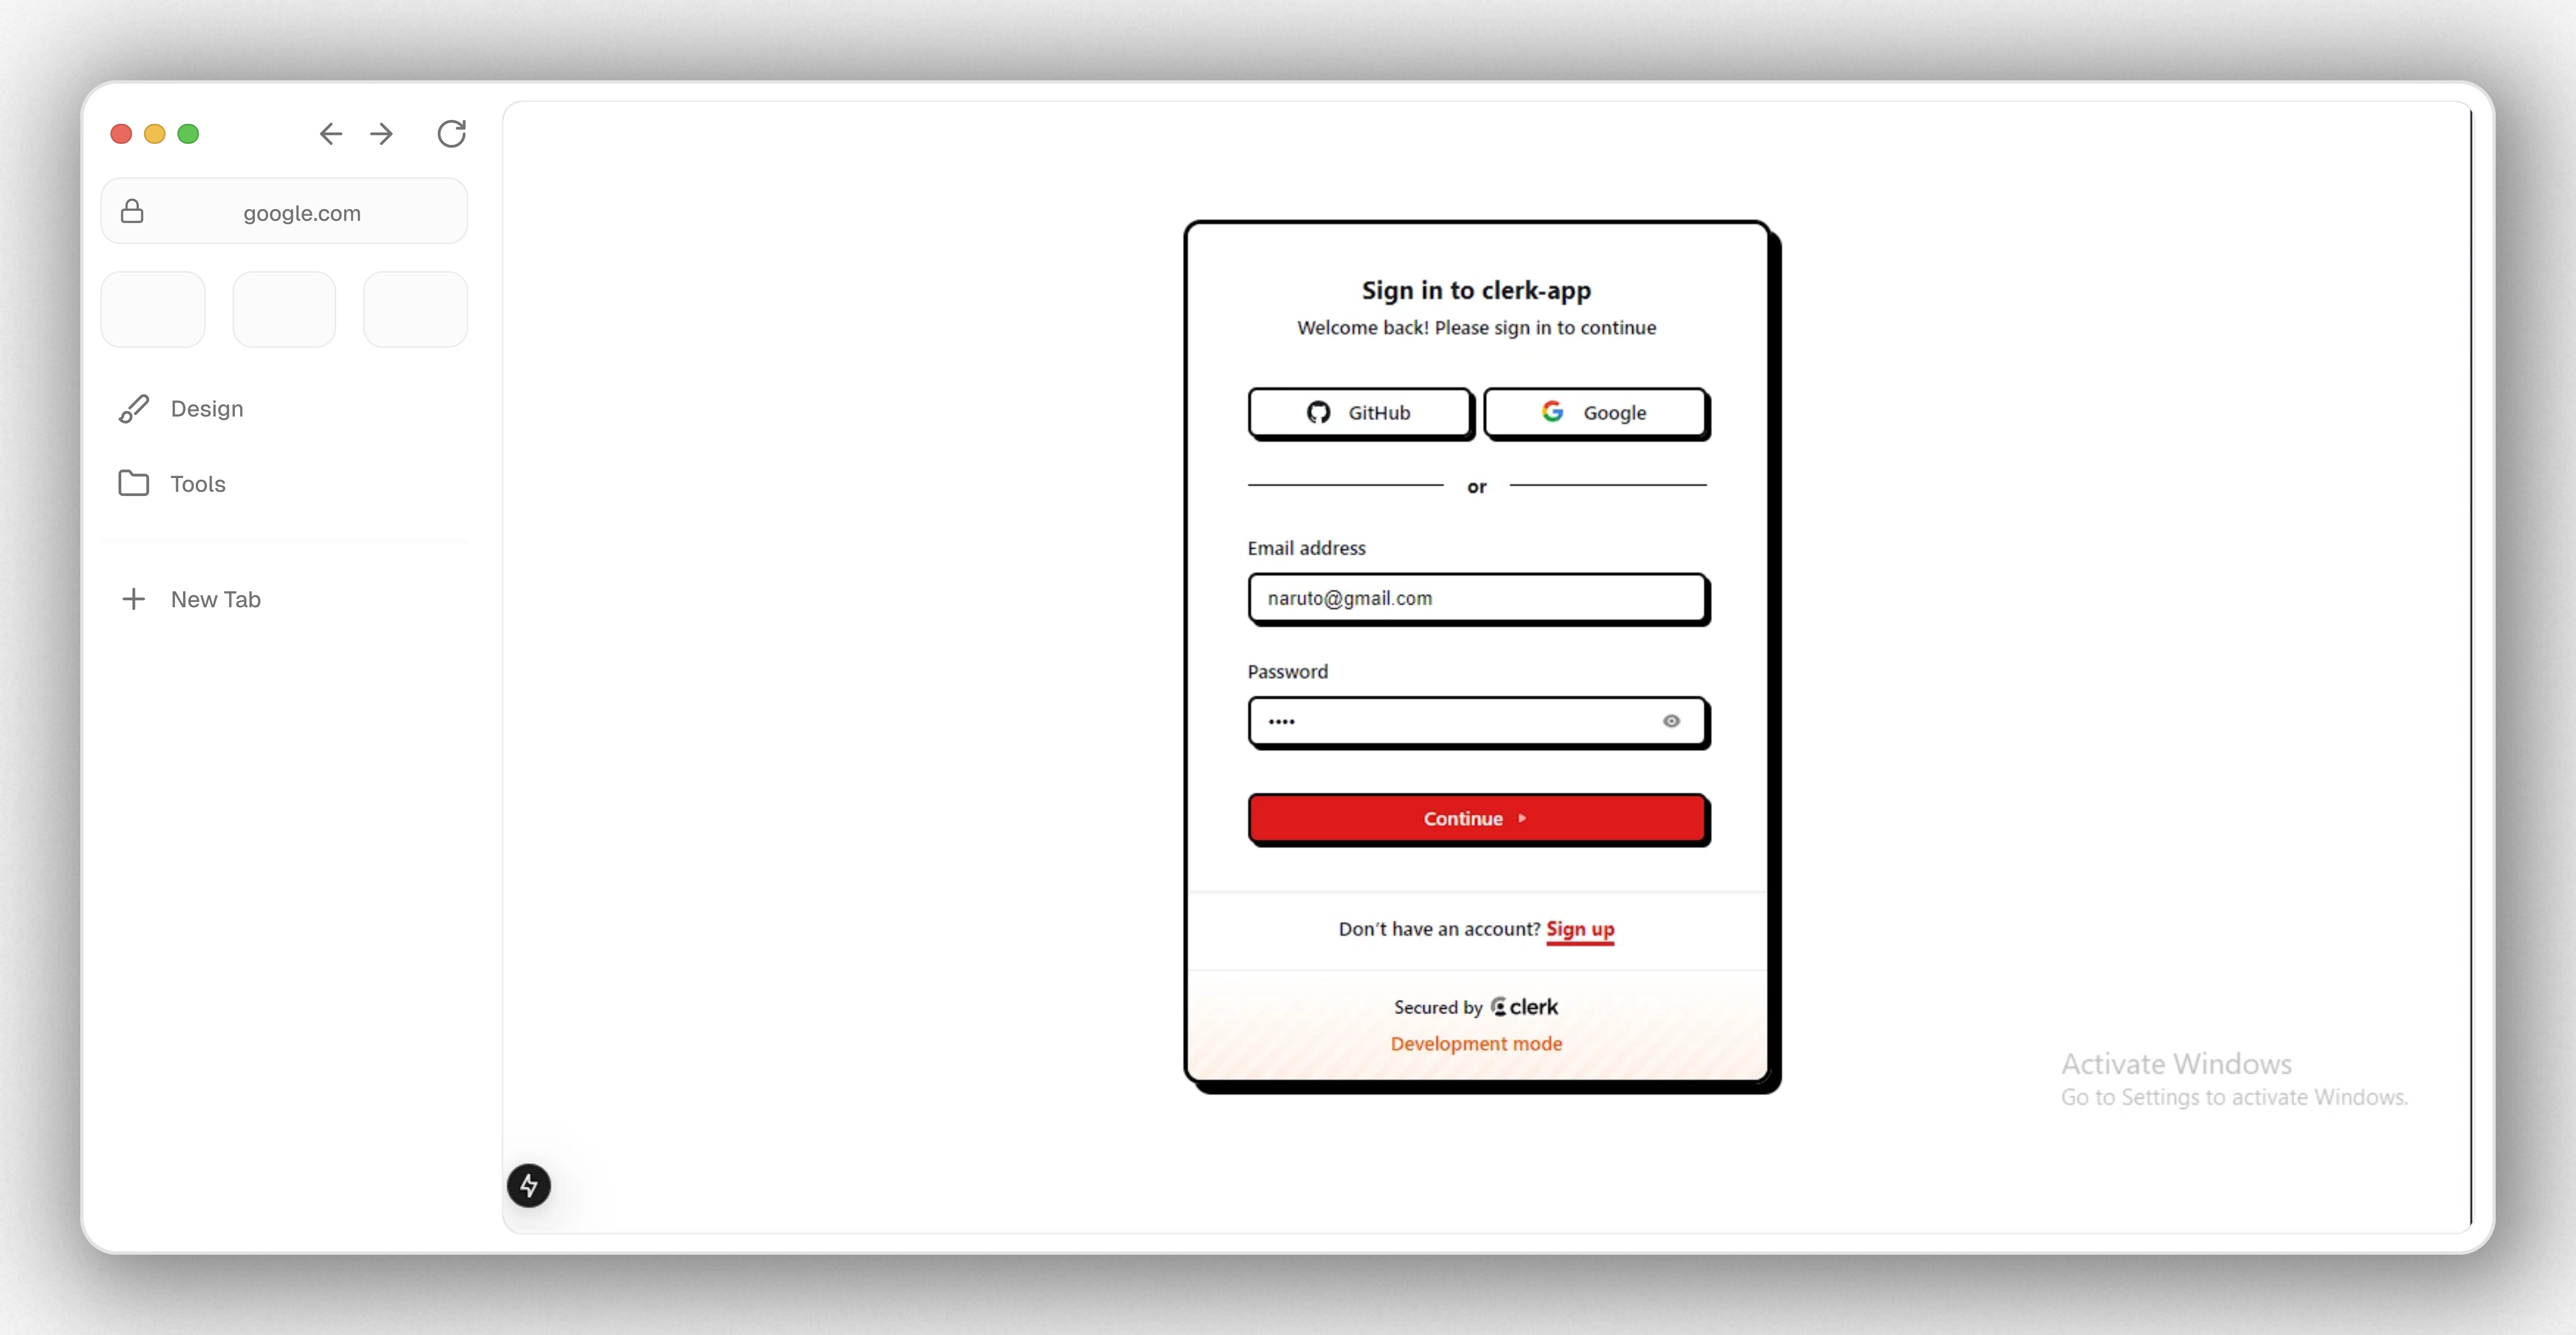 google.com
Design
Tools
New Tab
Sign in to clerk-app
Welcome back! Please sign in to continue
GitHub
Google
or
Email address
naruto@gmail.com
Password
••••
Continue
Don't have an account? Sign up
Secured by clerk
Development mode
Activate Windows
Go to Settings to activate Windows.